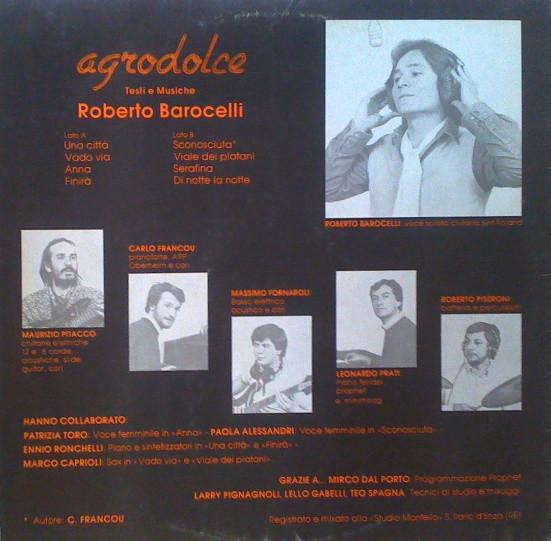 agrodolce
Testi e Musiche
Roberto Barocelli
Lato A
Una città
Vado via
Anna
Finirà
Lato B
Sconosciuta*
Viale dei platani
Serafina
Di notte la notte
ROBERTO BAROCELLI: voce solista chitarra
MAURIZIO PITACCO:
chitarre elettriche
12 e 6 corde,
acustiche, slide
guitar, cori
CARLO FRANCOU:
pianoforte, ARP
Oberheim e cori
MASSIMO FORNAROLI:
Basso elettrico,
acustico e cori
LEONARDO PRATI:
Piano fender
prophet
e minimoog
ROBERTO PISERONI:
batteria e percussioni
HANNO COLLABORATO:
PATRIZIA TORO: Voce femminile in «Anna» - PAOLA ALESSANDRI: Voce femminile in «Sconosciuta» -
ENNIO RONCHELLI: Piano e sintetizzatori in «Una città» e «Finirà» -
MARCO CAPRIOLI: Sax in «Vado via» e «Viale dei platani»
GRAZIE A... MIRCO DAL PORTO: Programmazione Prophet
LARRY PIGNAGNOLI, LELLO GABELLI, TEO SPAGNA: Tecnici di studio e mixaggi
* Autore: C. FRANCOU
Registrato e mixato allo «Studio Montello» S. Ilario d'Enza (RE)